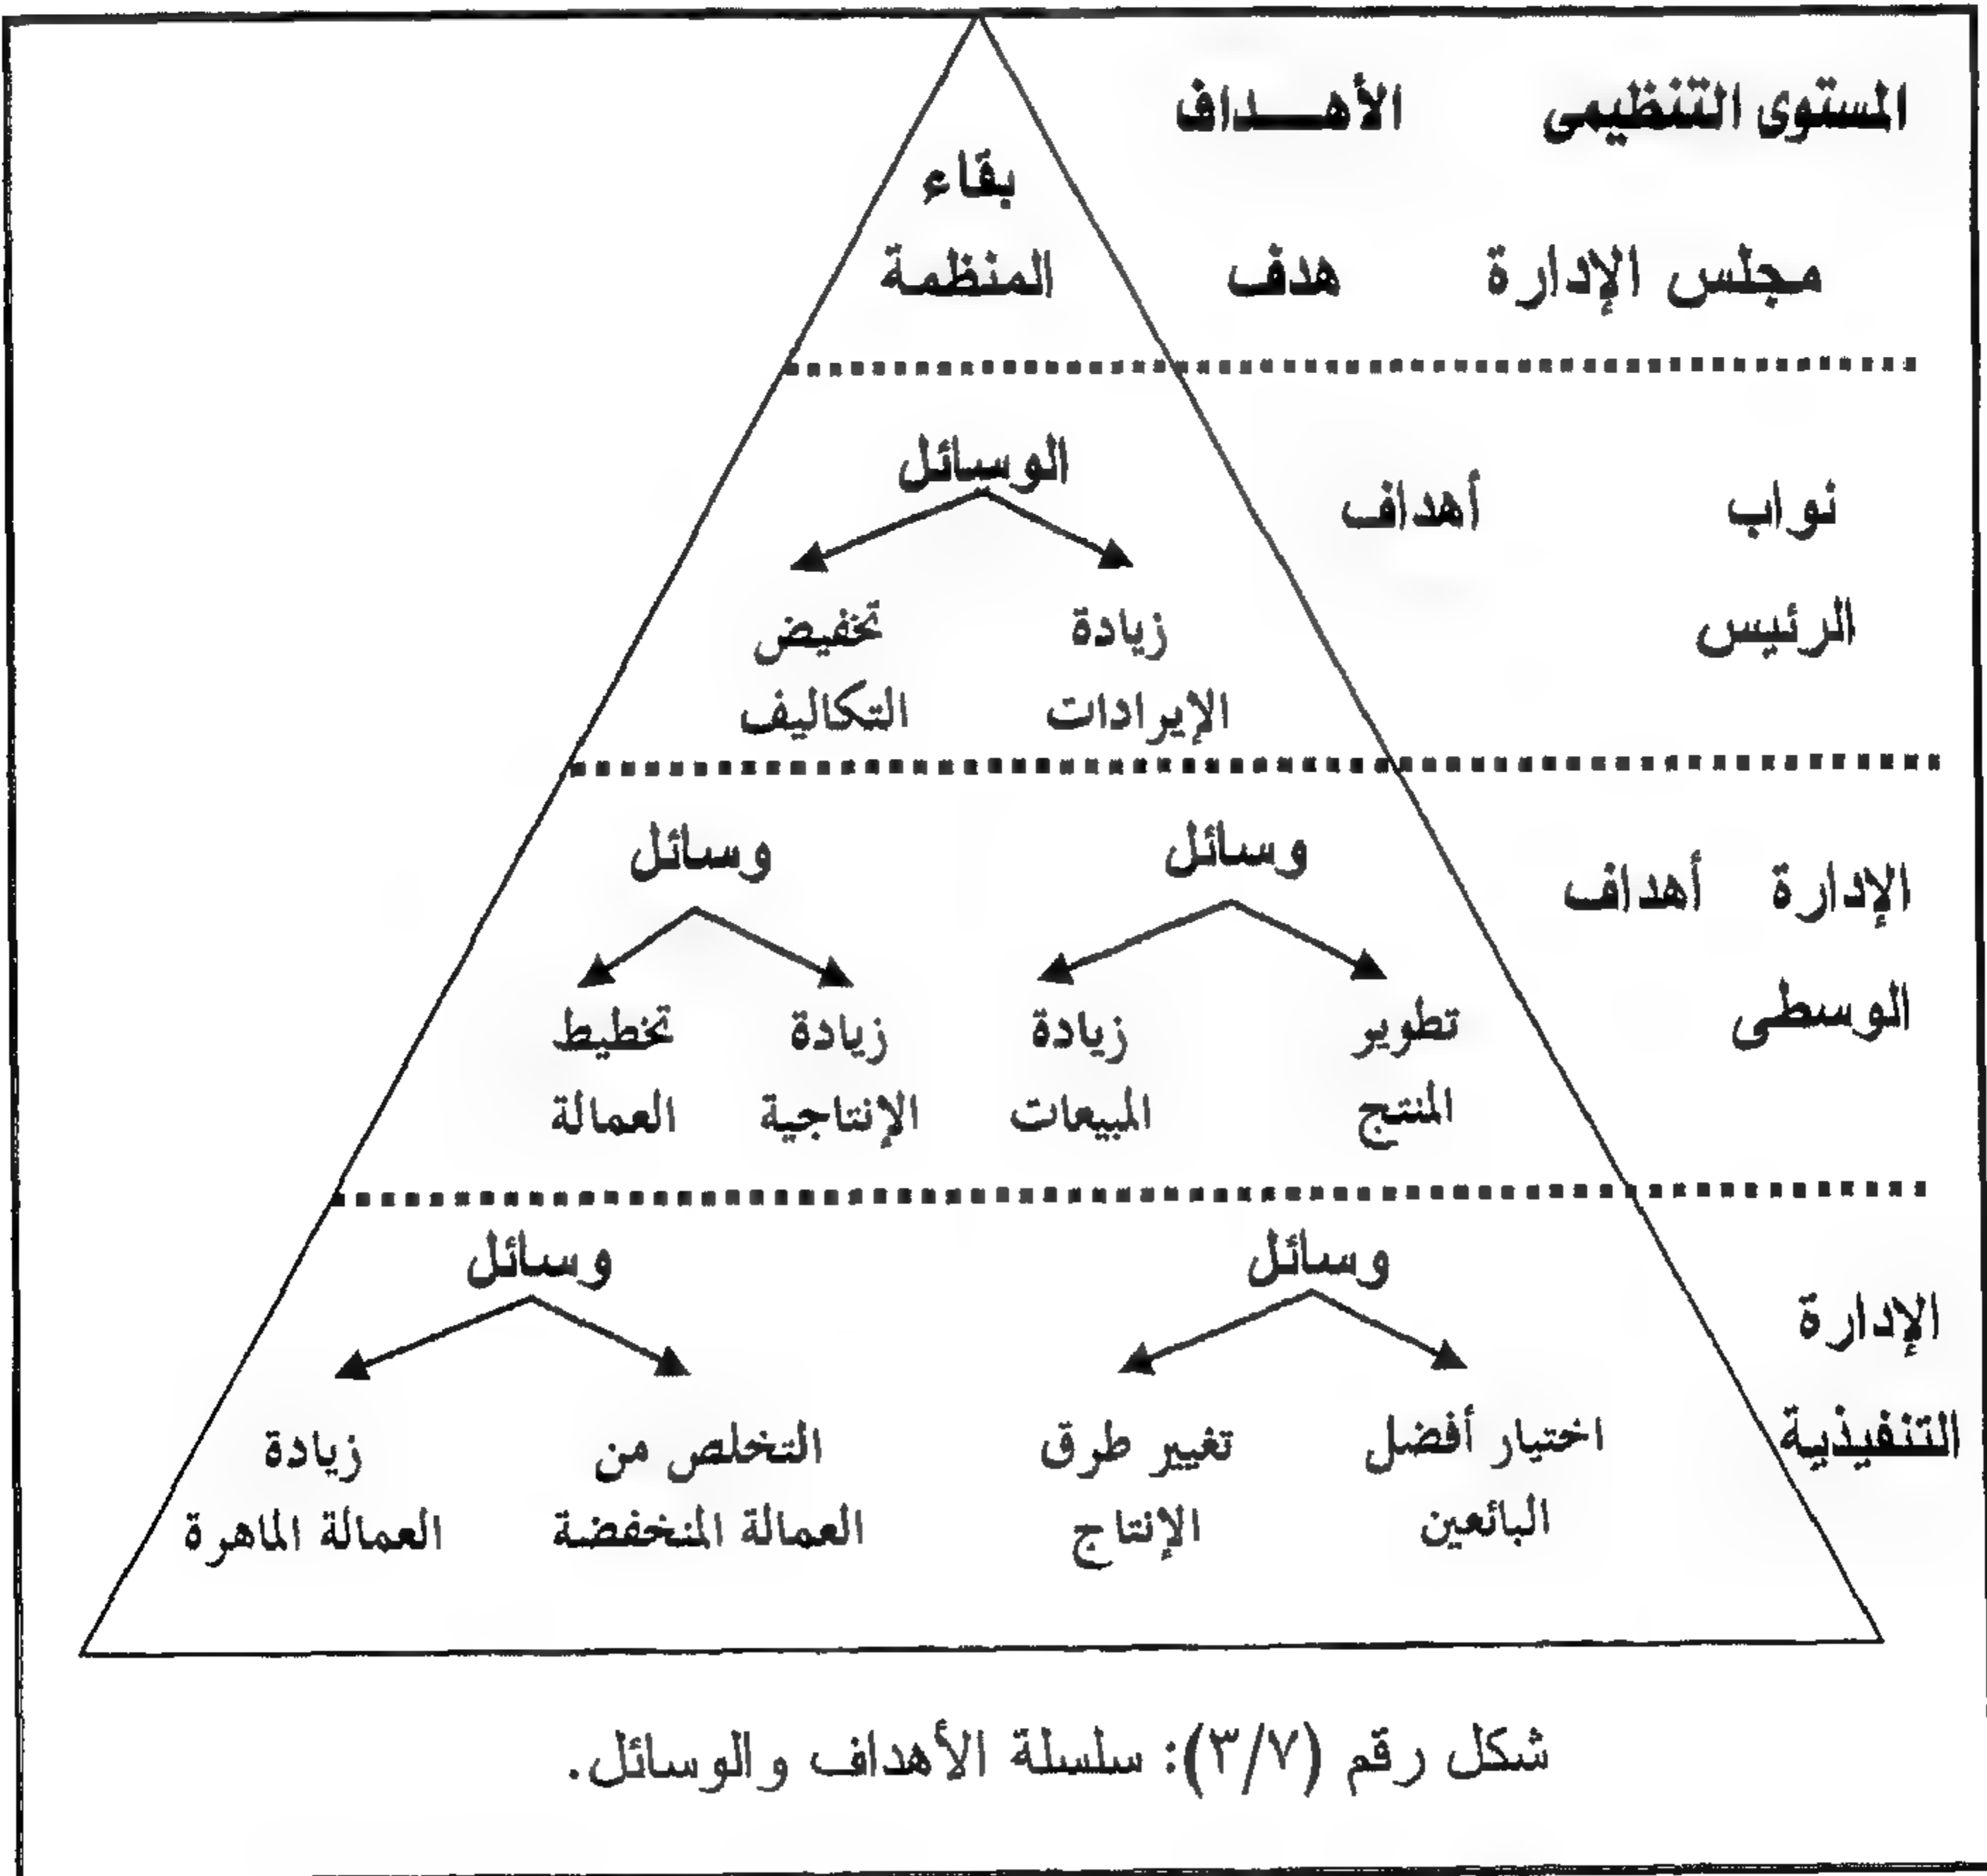 المستوى التنظيمى الأهـــداف
بقاء
مجلس الإدارة هدف المنظمة
الوسائل
نواب أهداف
الرئيس زيادة تخفيض
الإيرادات التكاليف
وسائل وسائل
الإدارة أهداف
الوسطى تطوير زيادة زيادة تخطيط
المنتج المبيعات الإنتاجية العمالة
وسائل وسائل
الإدارة
التنفيذية اختيار أفضل تغيير طرق التخلص من زيادة
البائعين الإنتاج العمالة المنخفضة العمالة الماهرة
شكل رقم (٣/٧): سلسلة الأهداف والوسائل.